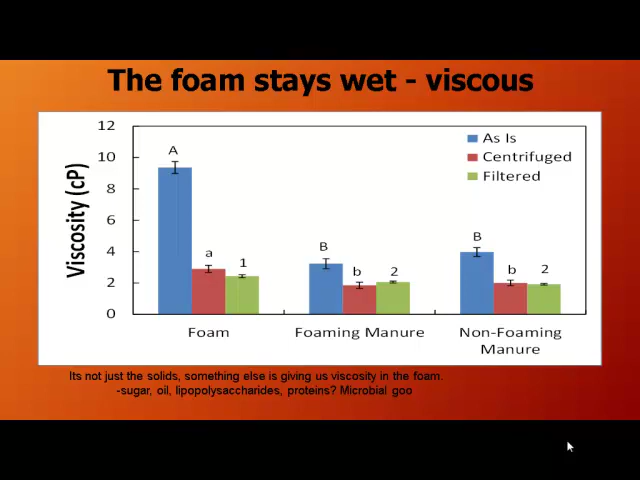 The foam stays wet - viscous
Viscosity (cP)
12
10
8
6
4
2
0
As Is
Centrifuged
Filtered
A
a
1
B
b
2
B
b
2
Foam
Foaming Manure
Non-Foaming
Manure
Its not just the solids, something else is giving us viscosity in the foam.
-sugar, oil, lipopolysaccharides, proteins? Microbial goo